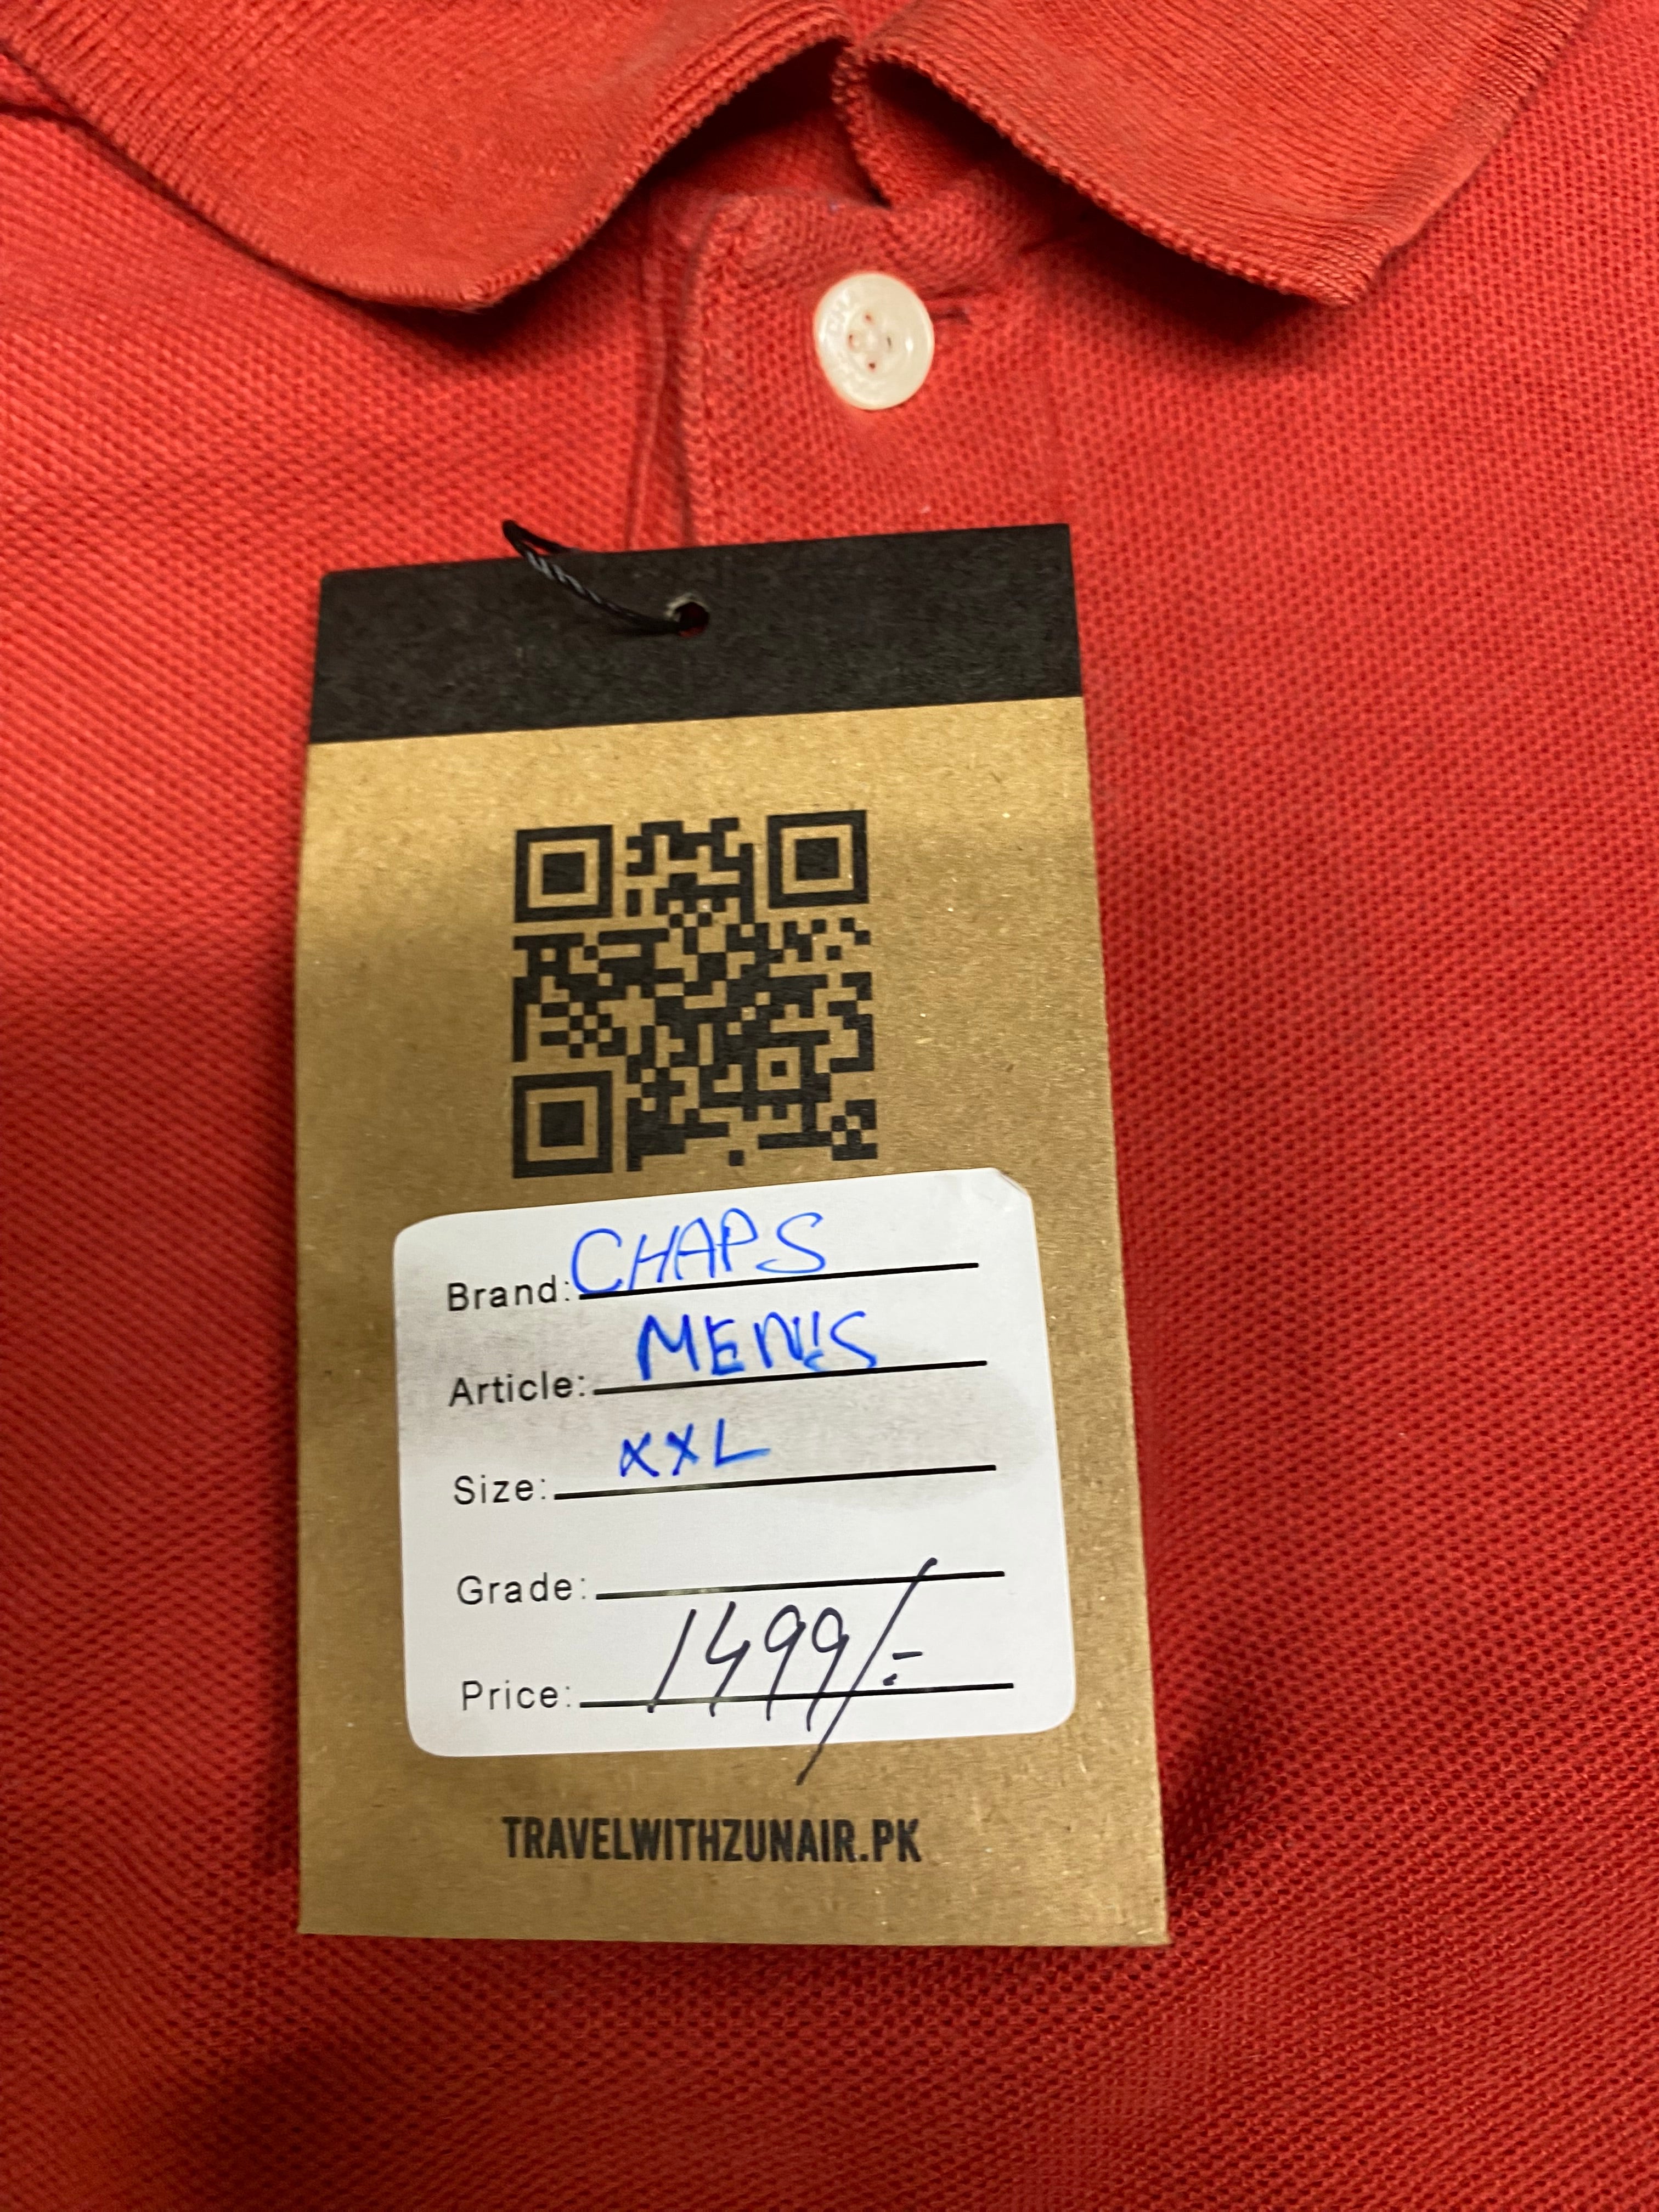 Brand: CHAPS
Article: MEN'S
Size: XXL
Grade:
Price: 1499/-
TRAVELWITHZUNAIR.PK